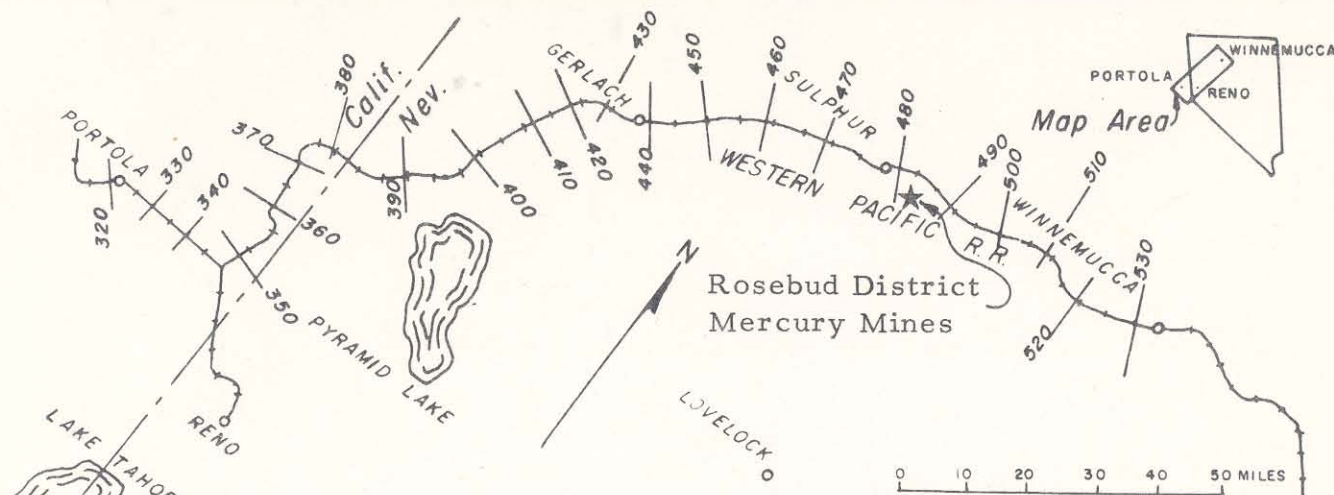 PORTOLA
320
330
340
350
360
370
380
Calif.
Nev.
390
400
410
420
GERLACH
430
440
450
460
SULPHUR
470
480
490
500
510
WINNEMUCCA
520
530
WESTERN
PACIFIC
R. R.
PYRAMID LAKE
RENO
LAKE TAHOE
N
Rosebud District
Mercury Mines
LOVELOCK
0 10 20 30 40 50 MILES
WINNEMUCCA
PORTOLA
RENO
Map Area